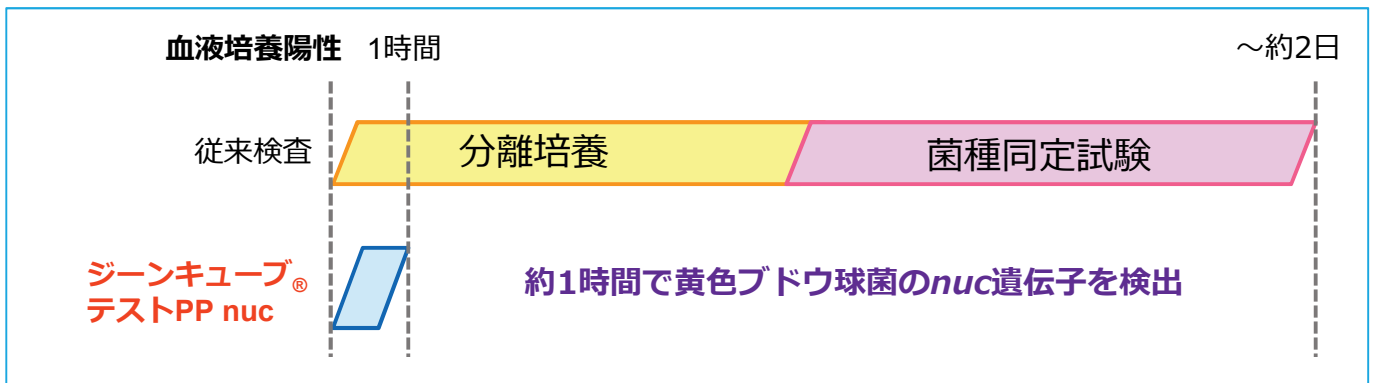 血液培養陽性 1時間 ～約2日
従来検査 分離培養 菌種同定試験
ジーンキューブ®
テストPP nuc
約1時間で黄色ブドウ球菌のnuc遺伝子を検出